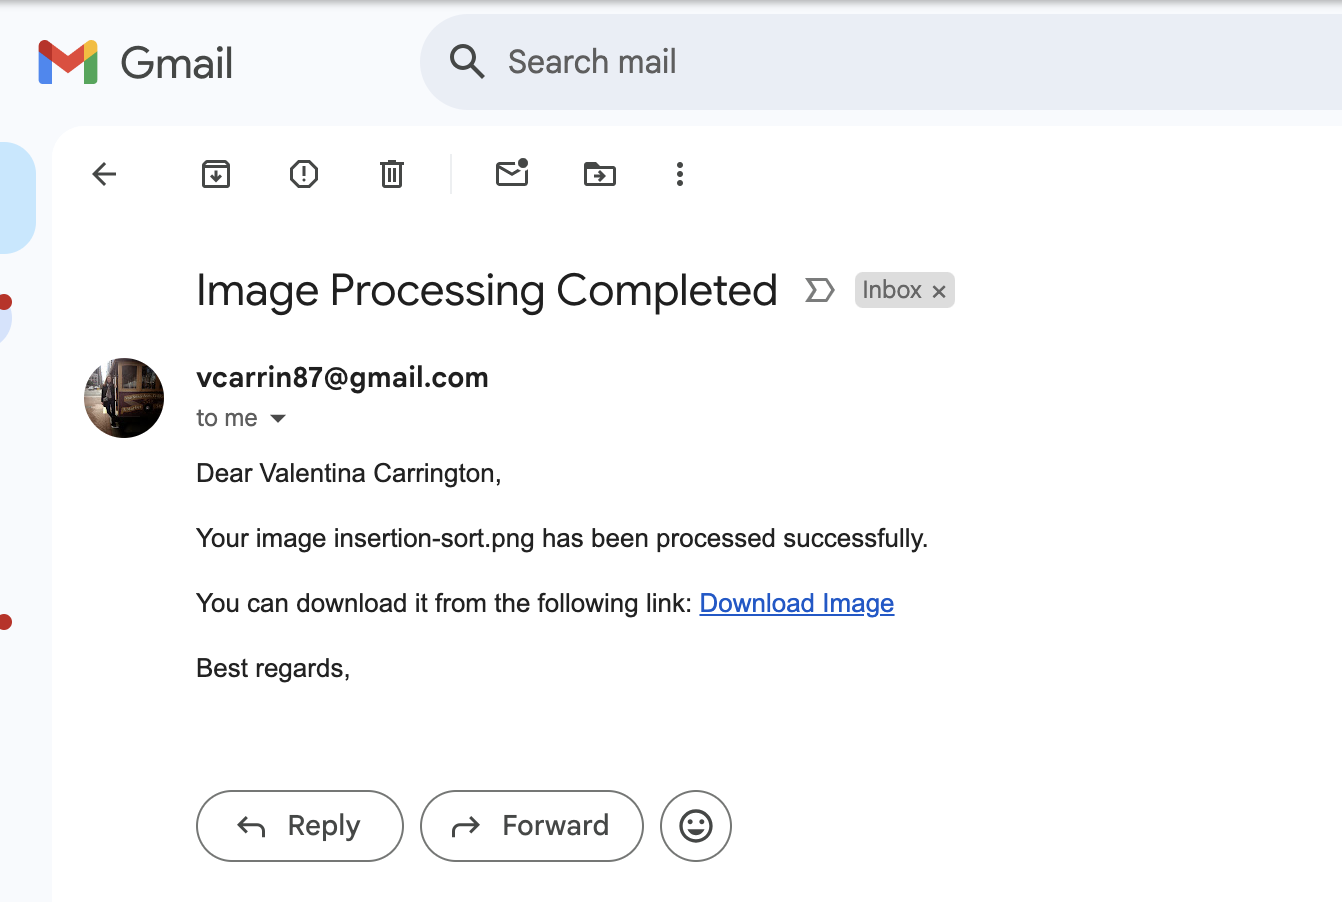 Gmail
Search mail
Image Processing Completed
Inbox ×
vcarrin87@gmail.com
to me
Dear Valentina Carrington,
Your image insertion-sort.png has been processed successfully.
You can download it from the following link: Download Image
Best regards,
Reply
Forward